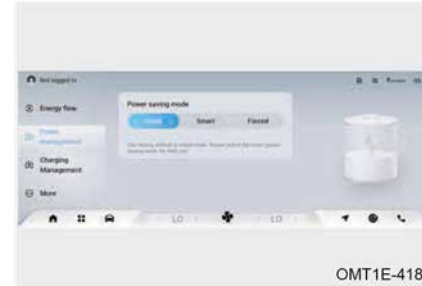 Not logged in
Energy flow
Power saving mode
Smart
Forced
Power
management
Charging
Management
More
LO
LO
OMT1E-418